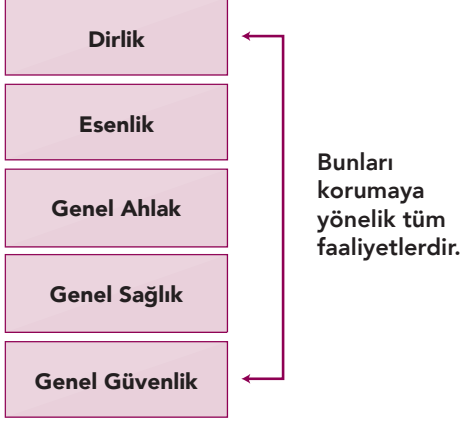 Dirlik
Esenlik
Genel Ahlak
Genel Sağlık
Genel Güvenlik
Bunları
korumaya
yönelik tüm
faaliyetlerdir.